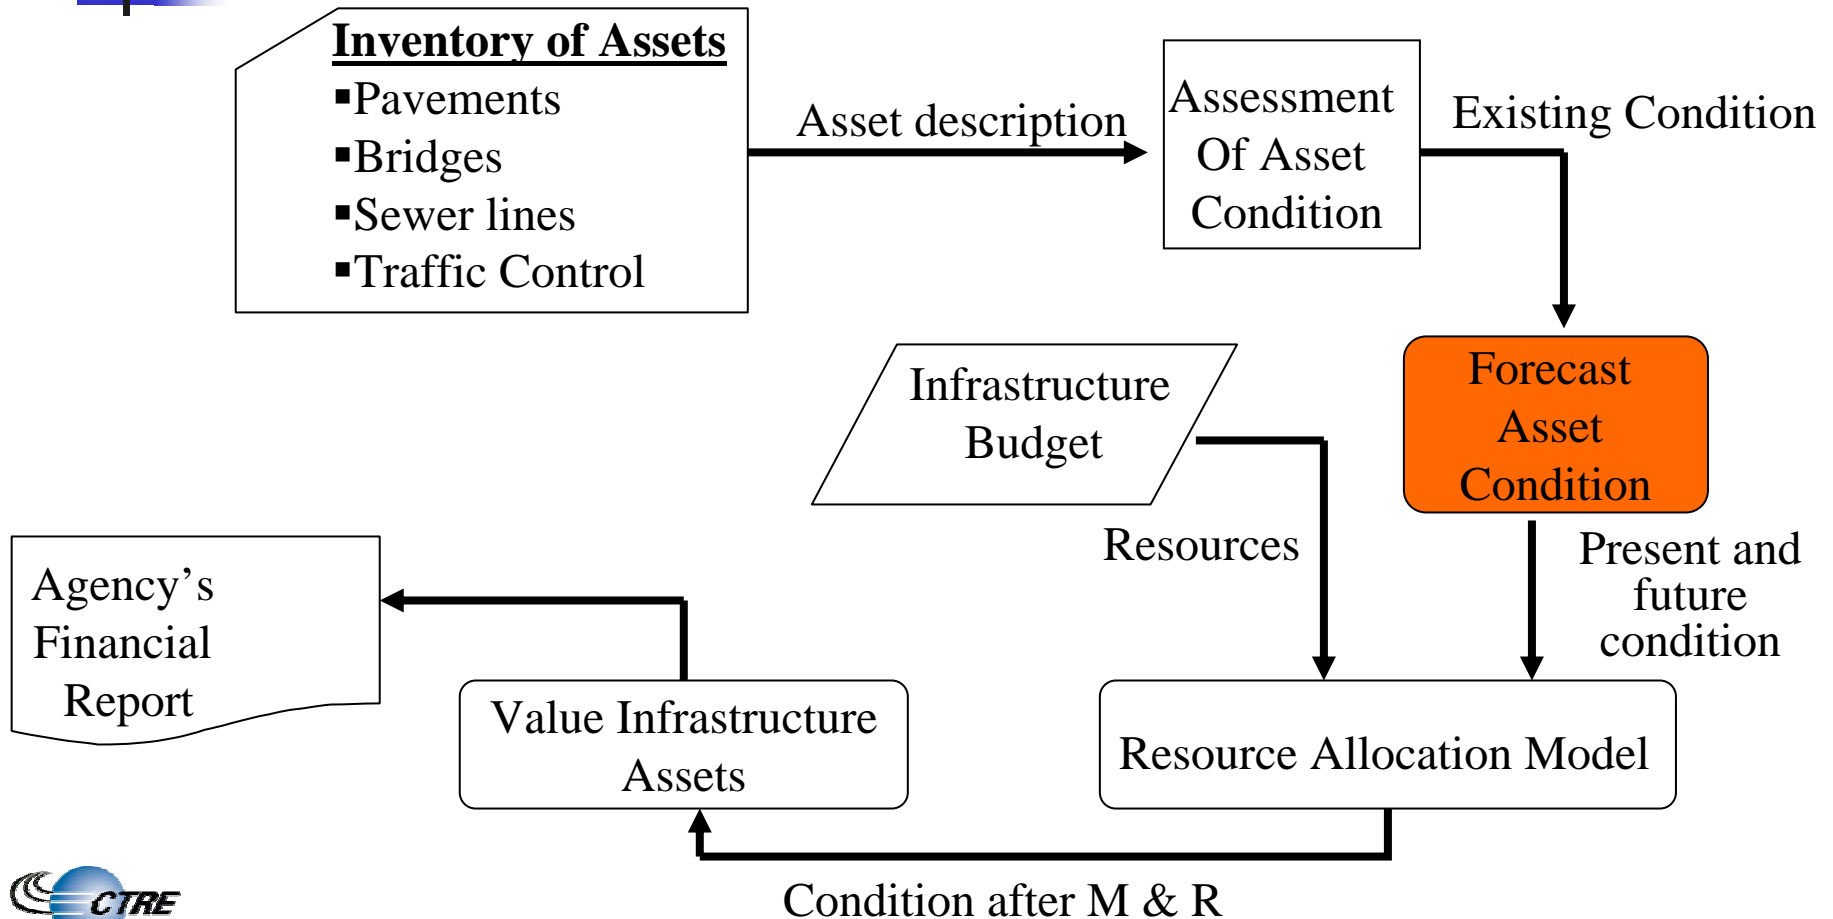 Inventory of Assets
▪Pavements
▪Bridges
▪Sewer lines
▪Traffic Control
Asset description
Assessment
Of Asset
Condition
Existing Condition
Forecast
Asset
Condition
Infrastructure
Budget
Resources
Present and
future
condition
Resource Allocation Model
Condition after M & R
Value Infrastructure
Assets
Agency’s
Financial
Report
CTRE